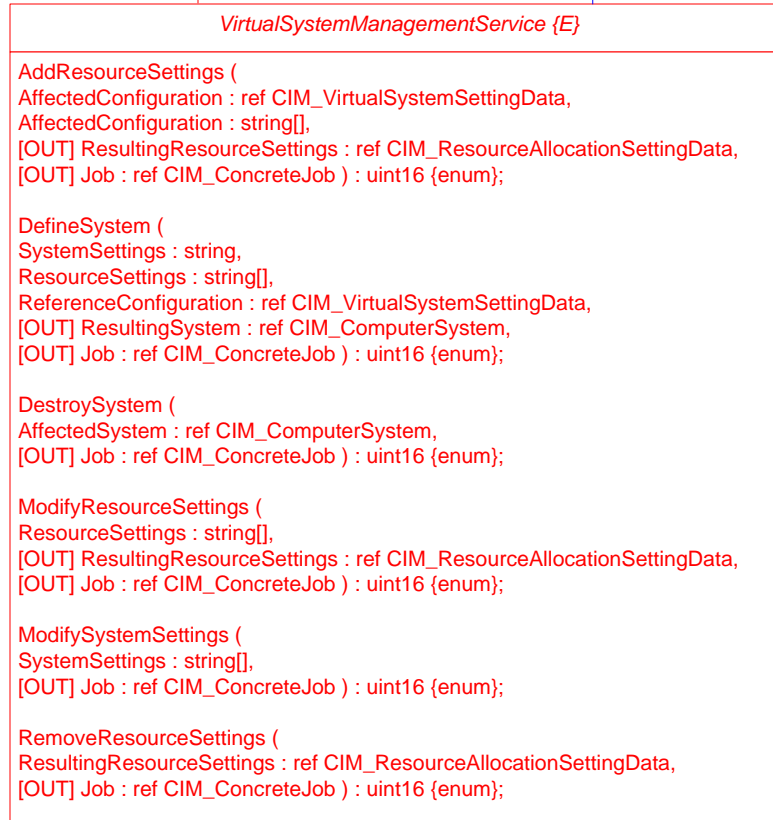 VirtualSystemManagementService {E}
AddResourceSettings (
AffectedConfiguration : ref CIM_VirtualSystemSettingData,
AffectedConfiguration : string[],
[OUT] ResultingResourceSettings : ref CIM_ResourceAllocationSettingData,
[OUT] Job : ref CIM_ConcreteJob ) : uint16 {enum};
DefineSystem (
SystemSettings : string,
ResourceSettings : string[],
ReferenceConfiguration : ref CIM_VirtualSystemSettingData,
[OUT] ResultingSystem : ref CIM_ComputerSystem,
[OUT] Job : ref CIM_ConcreteJob ) : uint16 {enum};
DestroySystem (
AffectedSystem : ref CIM_ComputerSystem,
[OUT] Job : ref CIM_ConcreteJob ) : uint16 {enum};
ModifyResourceSettings (
ResourceSettings : string[],
[OUT] ResultingResourceSettings : ref CIM_ResourceAllocationSettingData,
[OUT] Job : ref CIM_ConcreteJob ) : uint16 {enum};
ModifySystemSettings (
SystemSettings : string[],
[OUT] Job : ref CIM_ConcreteJob ) : uint16 {enum};
RemoveResourceSettings (
ResultingResourceSettings : ref CIM_ResourceAllocationSettingData,
[OUT] Job : ref CIM_ConcreteJob ) : uint16 {enum};